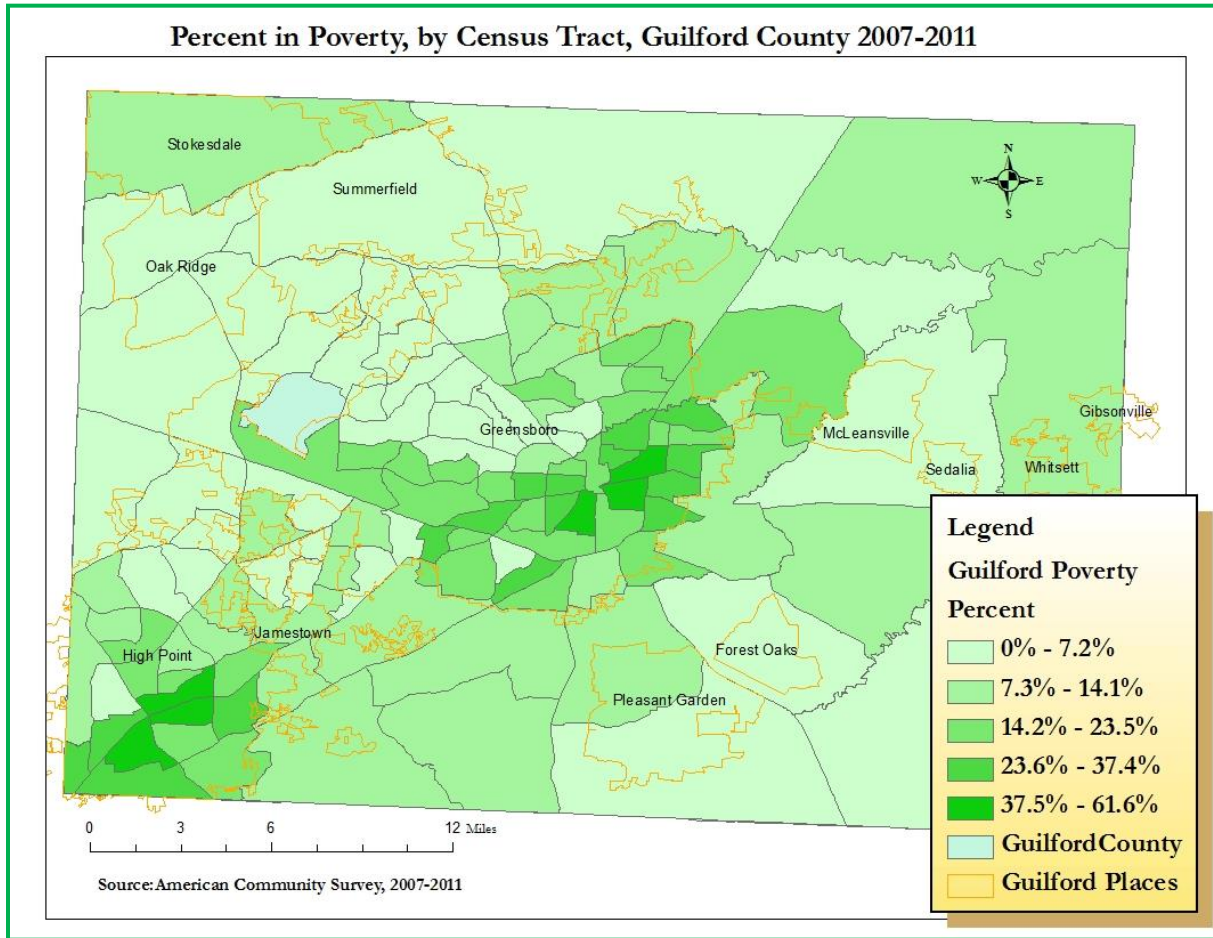 Percent in Poverty, by Census Tract, Guilford County 2007-2011
Stokesdale
N
W E
S
Summerfield
Oak Ridge
Gibsonville
Greensboro
McLeansville
Sedalia
Whitsett
Legend
Guilford Poverty
Percent
0% - 7.2%
7.3% - 14.1%
14.2% - 23.5%
23.6% - 37.4%
37.5% - 61.6%
GuilfordCounty
Guilford Places
Jamestown
High Point
Forest Oaks
Pleasant Garden
0 3 6 12 Miles
Source:American Community Survey, 2007-2011